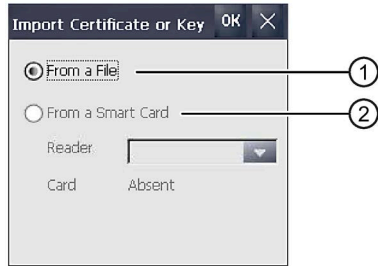 Import Certificate or Key OK
From a File
1
From a Smart Card
2
Reader
Card Absent